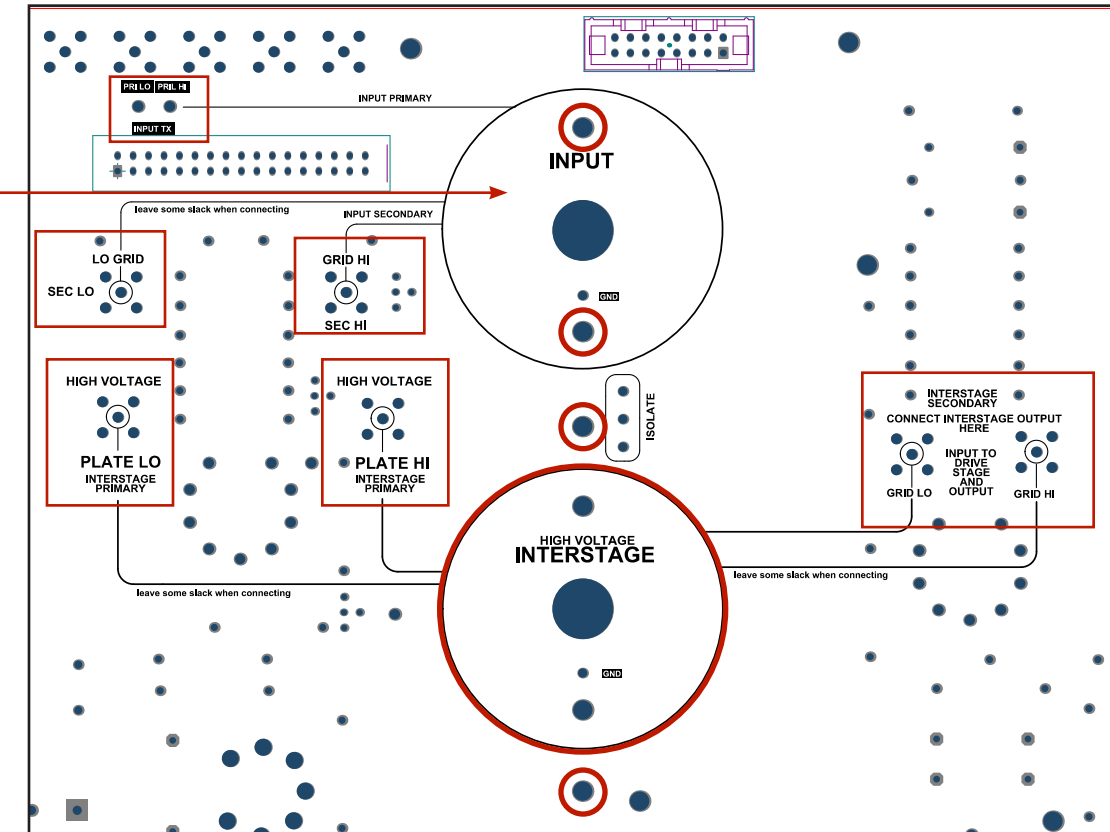 PRI LO PRIL HI
INPUT TX
INPUT PRIMARY
INPUT
leave some slack when connecting
INPUT SECONDARY
LO GRID
SEC LO
GRID HI
SEC HI
GND
HIGH VOLTAGE
PLATE LO
INTERSTAGE
PRIMARY
HIGH VOLTAGE
PLATE HI
INTERSTAGE
PRIMARY
ISOLATE
INTERSTAGE
SECONDARY
CONNECT INTERSTAGE OUTPUT
HERE
INPUT TO
DRIVE
STAGE
AND
OUTPUT
GRID LO
GRID HI
HIGH VOLTAGE
INTERSTAGE
leave some slack when connecting
leave some slack when connecting
GND